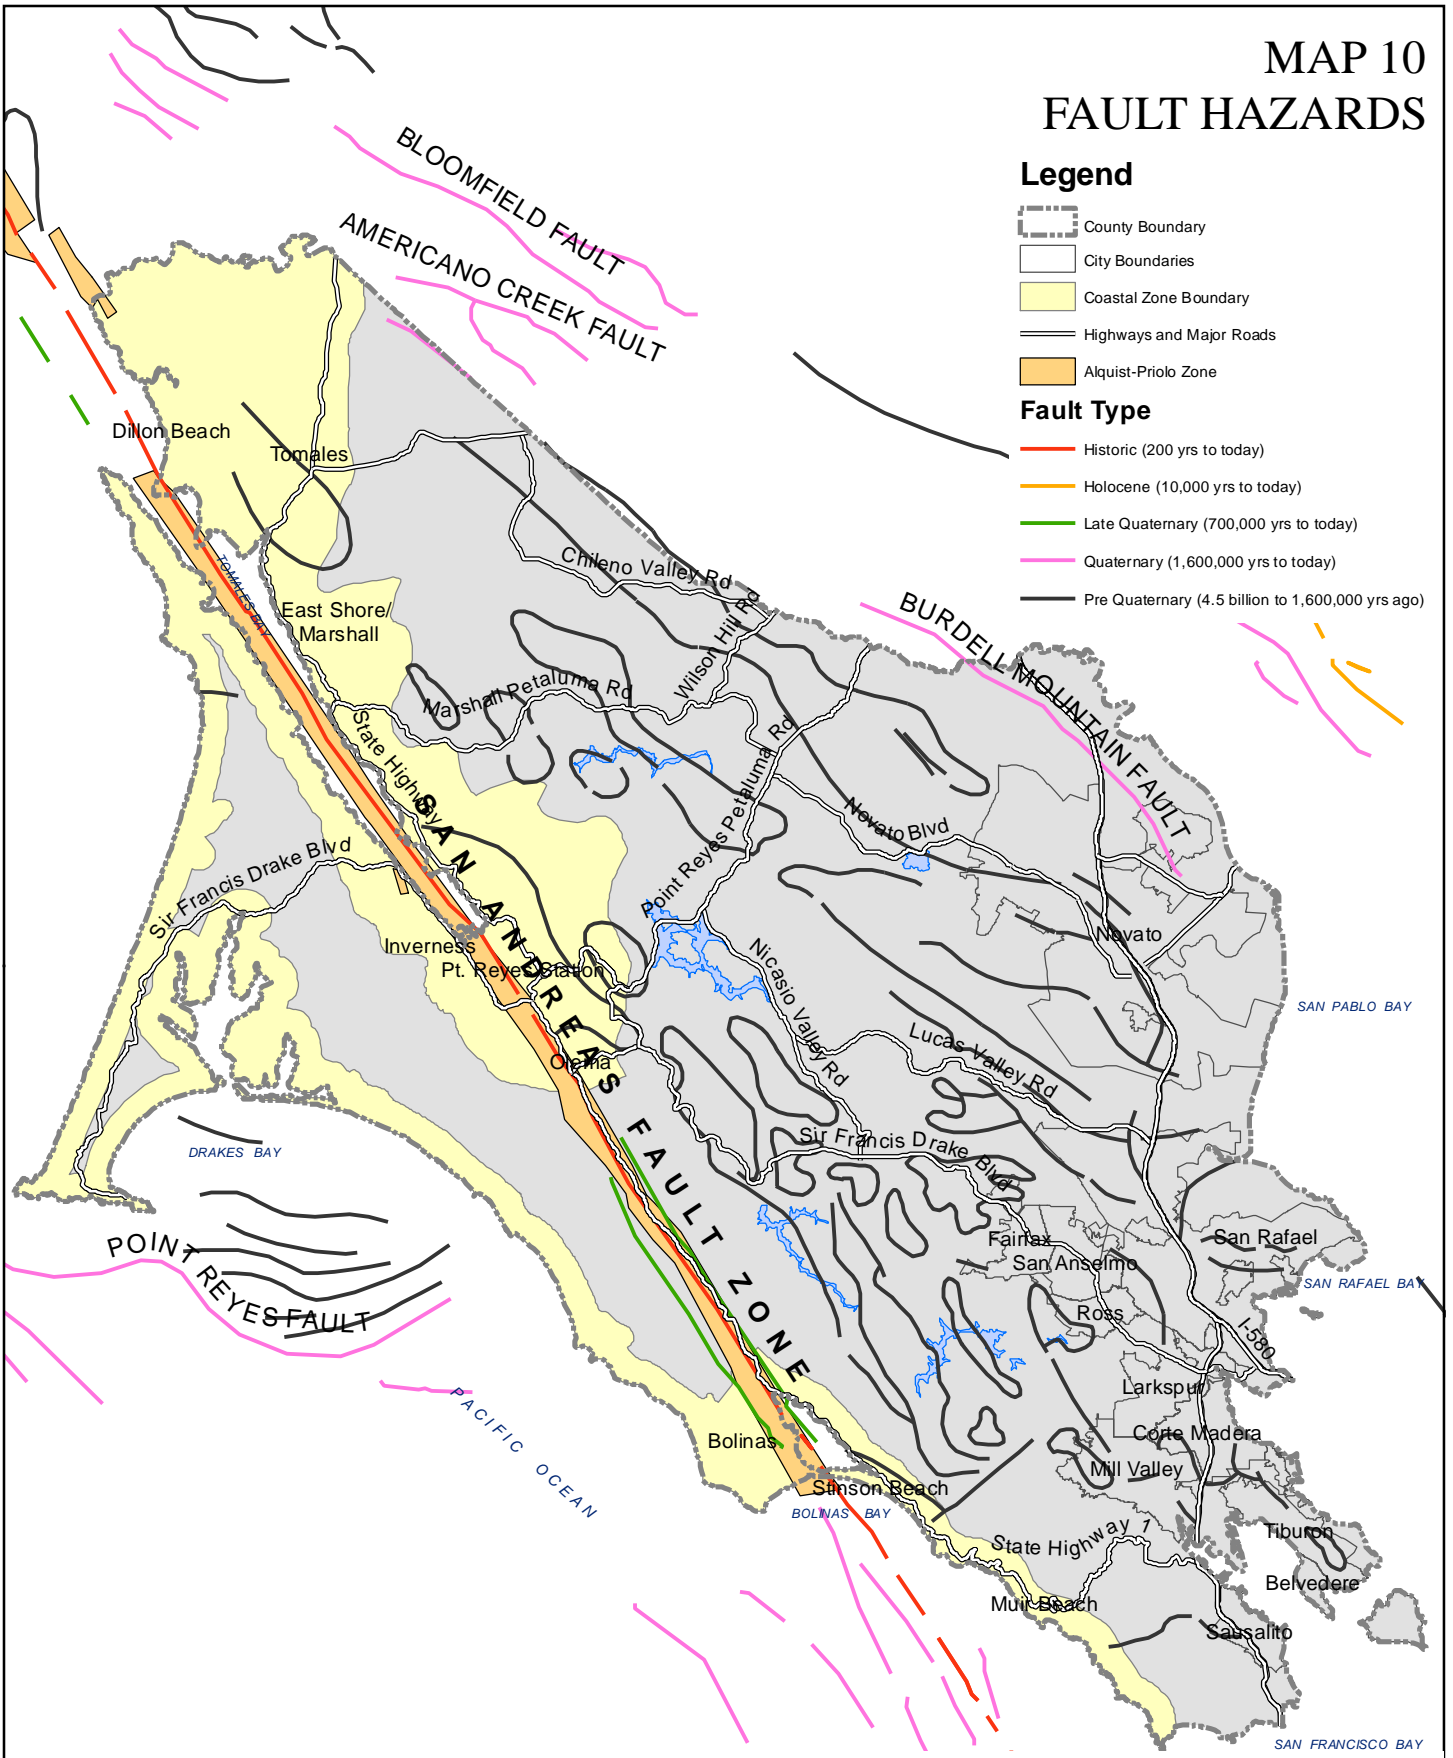 MAP 10
FAULT HAZARDS
Legend
County Boundary
City Boundaries
Coastal Zone Boundary
Highways and Major Roads
Alquist-Priolo Zone
Fault Type
Historic (200 yrs to today)
Holocene (10,000 yrs to today)
Late Quaternary (700,000 yrs to today)
Quaternary (1,600,000 yrs to today)
Pre Quaternary (4.5 billion to 1,600,000 yrs ago)
BLOOMFIELD FAULT
AMERICANO CREEK FAULT
Dillon Beach
Tomales
TOMALES BAY
Chileno Valley Rd
East Shore/
Marshall
Wilson Hill Rd
BURDELL MOUNTAIN FAULT
Marshall Petaluma Rd
State Highway
Point Reyes Petaluma Rd
Novato Blvd
SAN ANDREAS FAULT ZONE
Sir Francis Drake Blvd
Inverness
Pt. Reyes Station
Novato
Nicasio Valley Rd
SAN PABLO BAY
Lucas Valley Rd
Olema
DRAKES BAY
Sir Francis Drake Blvd
POINT REYES FAULT
Fairfax
San Anselmo
San Rafael
SAN RAFAEL BAY
Ross
I-580
Larkspur
PACIFIC OCEAN
Bolinas
Corte Madera
Mill Valley
Stinson Beach
BOLINAS BAY
State Highway 1
Tiburon
Belvedere
Muir Beach
Sausalito
SAN FRANCISCO BAY